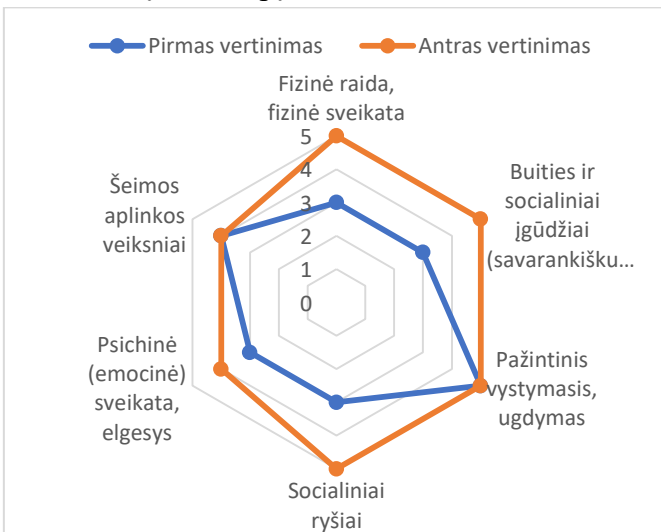 Pirmas vertinimas
Antras vertinimas
Fizinė raida,
fizinė sveikata
5
4
3
2
1
0
Buities ir
socialiniai
įgūdžiai
(savarankišku...
Pažintinis
vystymasis,
ugdymas
Socialiniai
ryšiai
Psichinė
(emocinė)
sveikata,
elgesys
Šeimos
aplinkos
veiksniai